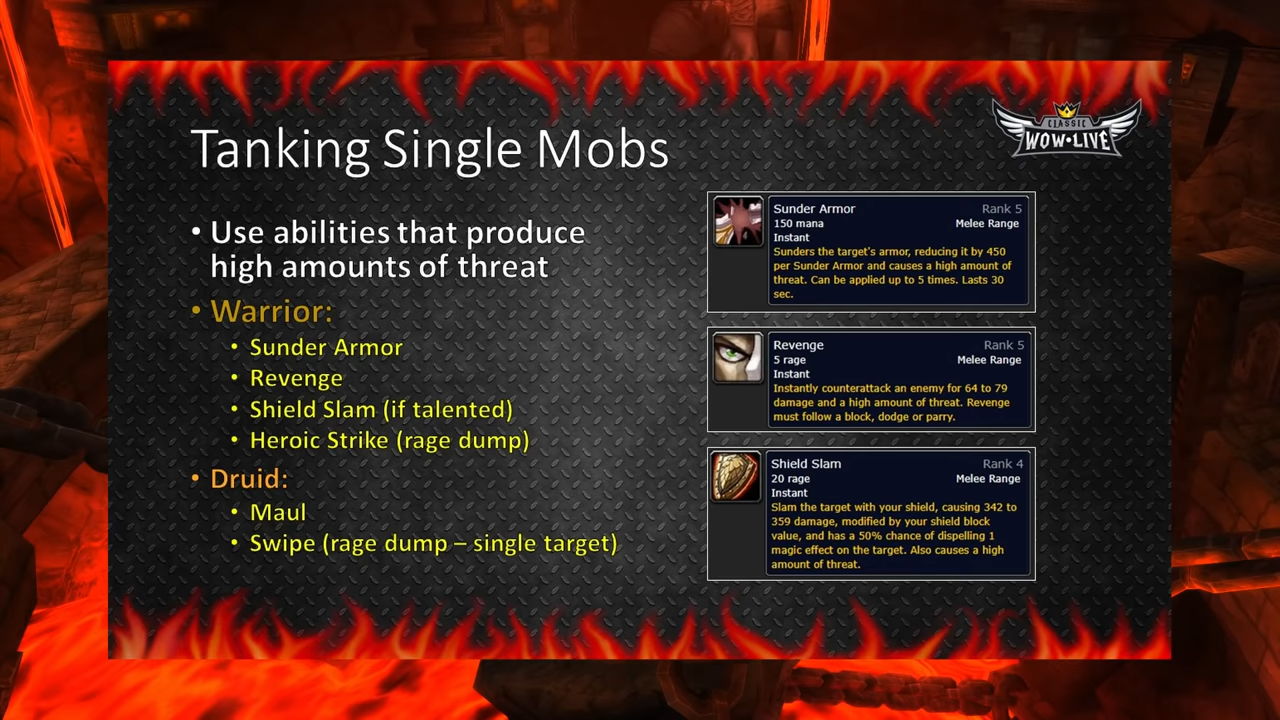 CLASSIC
WOW•LIVE
Tanking Single Mobs
• Use abilities that produce
high amounts of threat
• Warrior:
• Sunder Armor
• Revenge
• Shield Slam (if talented)
• Heroic Strike (rage dump)
• Druid:
• Maul
• Swipe (rage dump – single target)
Sunder Armor Rank 5
150 mana Melee Range
Instant
Sunders the target's armor, reducing it by 450
per Sunder Armor and causes a high amount of
threat. Can be applied up to 5 times. Lasts 30
sec.
Revenge Rank 5
5 rage Melee Range
Instant
Instantly counterattack an enemy for 64 to 79
damage and a high amount of threat. Revenge
must follow a block, dodge or parry.
Shield Slam Rank 4
20 rage Melee Range
Instant
Slam the target with your shield, causing 342 to
359 damage, modified by your shield block
value, and has a 50% chance of dispelling 1
magic effect on the target. Also causes a high
amount of threat.